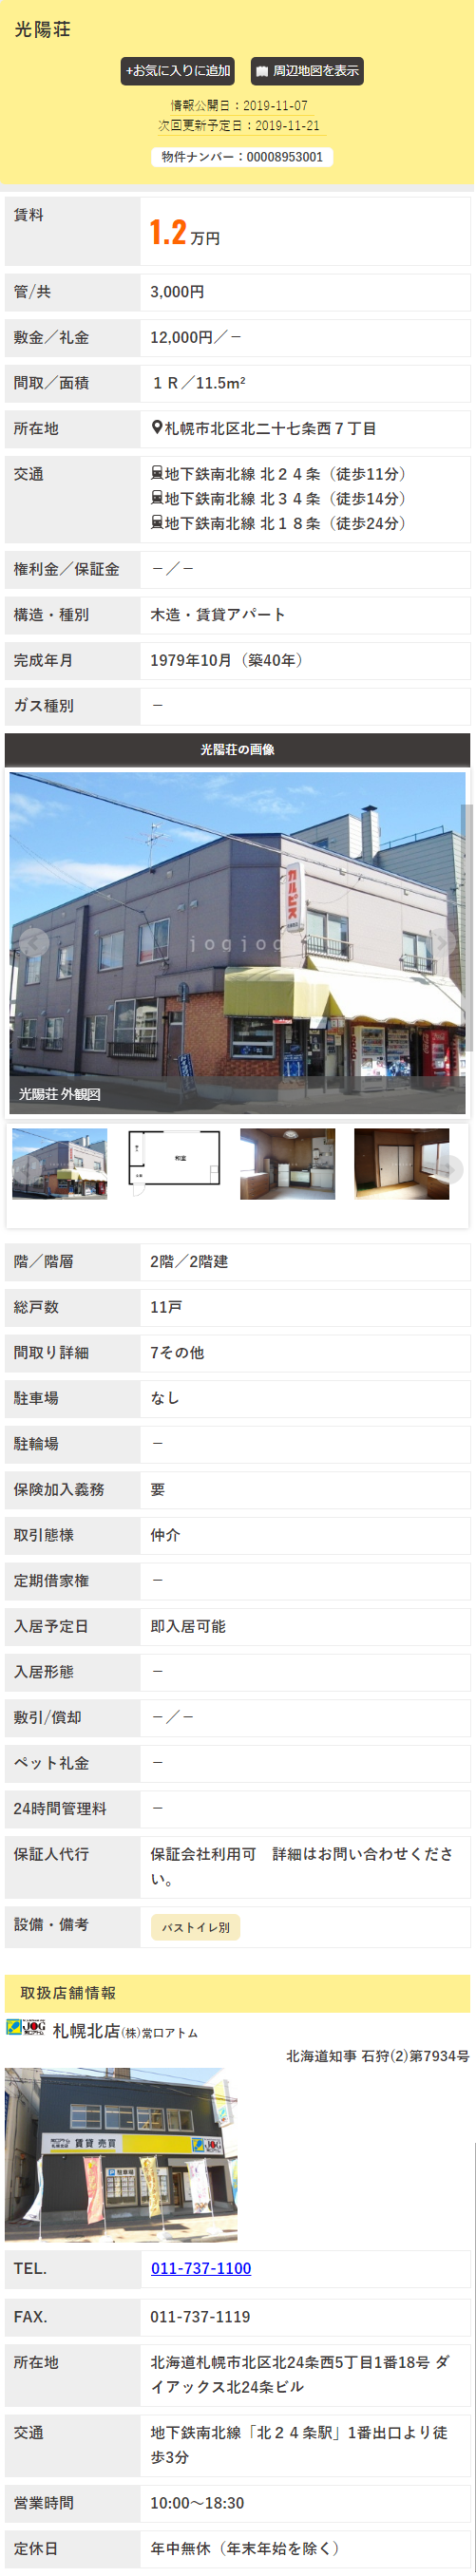 光陽荘
+お気に入りに追加
周辺地図を表示
情報公開日：2019-11-07
次回更新予定日：2019-11-21
物件ナンバー：00008953001
賃料
1.2万円
管/共
3,000円
敷金／礼金
12,000円／－
間取／面積
１Ｒ／11.5m²
所在地
札幌市北区北二十七条西７丁目
交通
地下鉄南北線 北２４条（徒歩11分）
地下鉄南北線 北３４条（徒歩14分）
地下鉄南北線 北１８条（徒歩24分）
権利金／保証金
－／－
構造・種別
木造・賃貸アパート
完成年月
1979年10月（築40年）
ガス種別
－
光陽荘の画像
カルピス
jogjog
光陽荘 外観図
和室
階／階層
2階／2階建
総戸数
11戸
間取り詳細
7その他
駐車場
なし
駐輪場
－
保険加入義務
要
取引態様
仲介
定期借家権
－
入居予定日
即入居可能
入居形態
－
敷引/償却
－／－
ペット礼金
－
24時間管理料
－
保証人代行
保証会社利用可　詳細はお問い合わせくださ
い。
設備・備考
バストイレ別
取扱店舗情報
JOG
札幌北店(株)常口アトム
北海道知事 石狩(2)第7934号
賃貸 売買
JOG
TEL.
011-737-1100
FAX.
011-737-1119
所在地
北海道札幌市北区北24条西5丁目1番18号 ダ
イアックス北24条ビル
交通
地下鉄南北線「北２４条駅」1番出口より徒
歩3分
営業時間
10:00～18:30
定休日
年中無休（年末年始を除く）